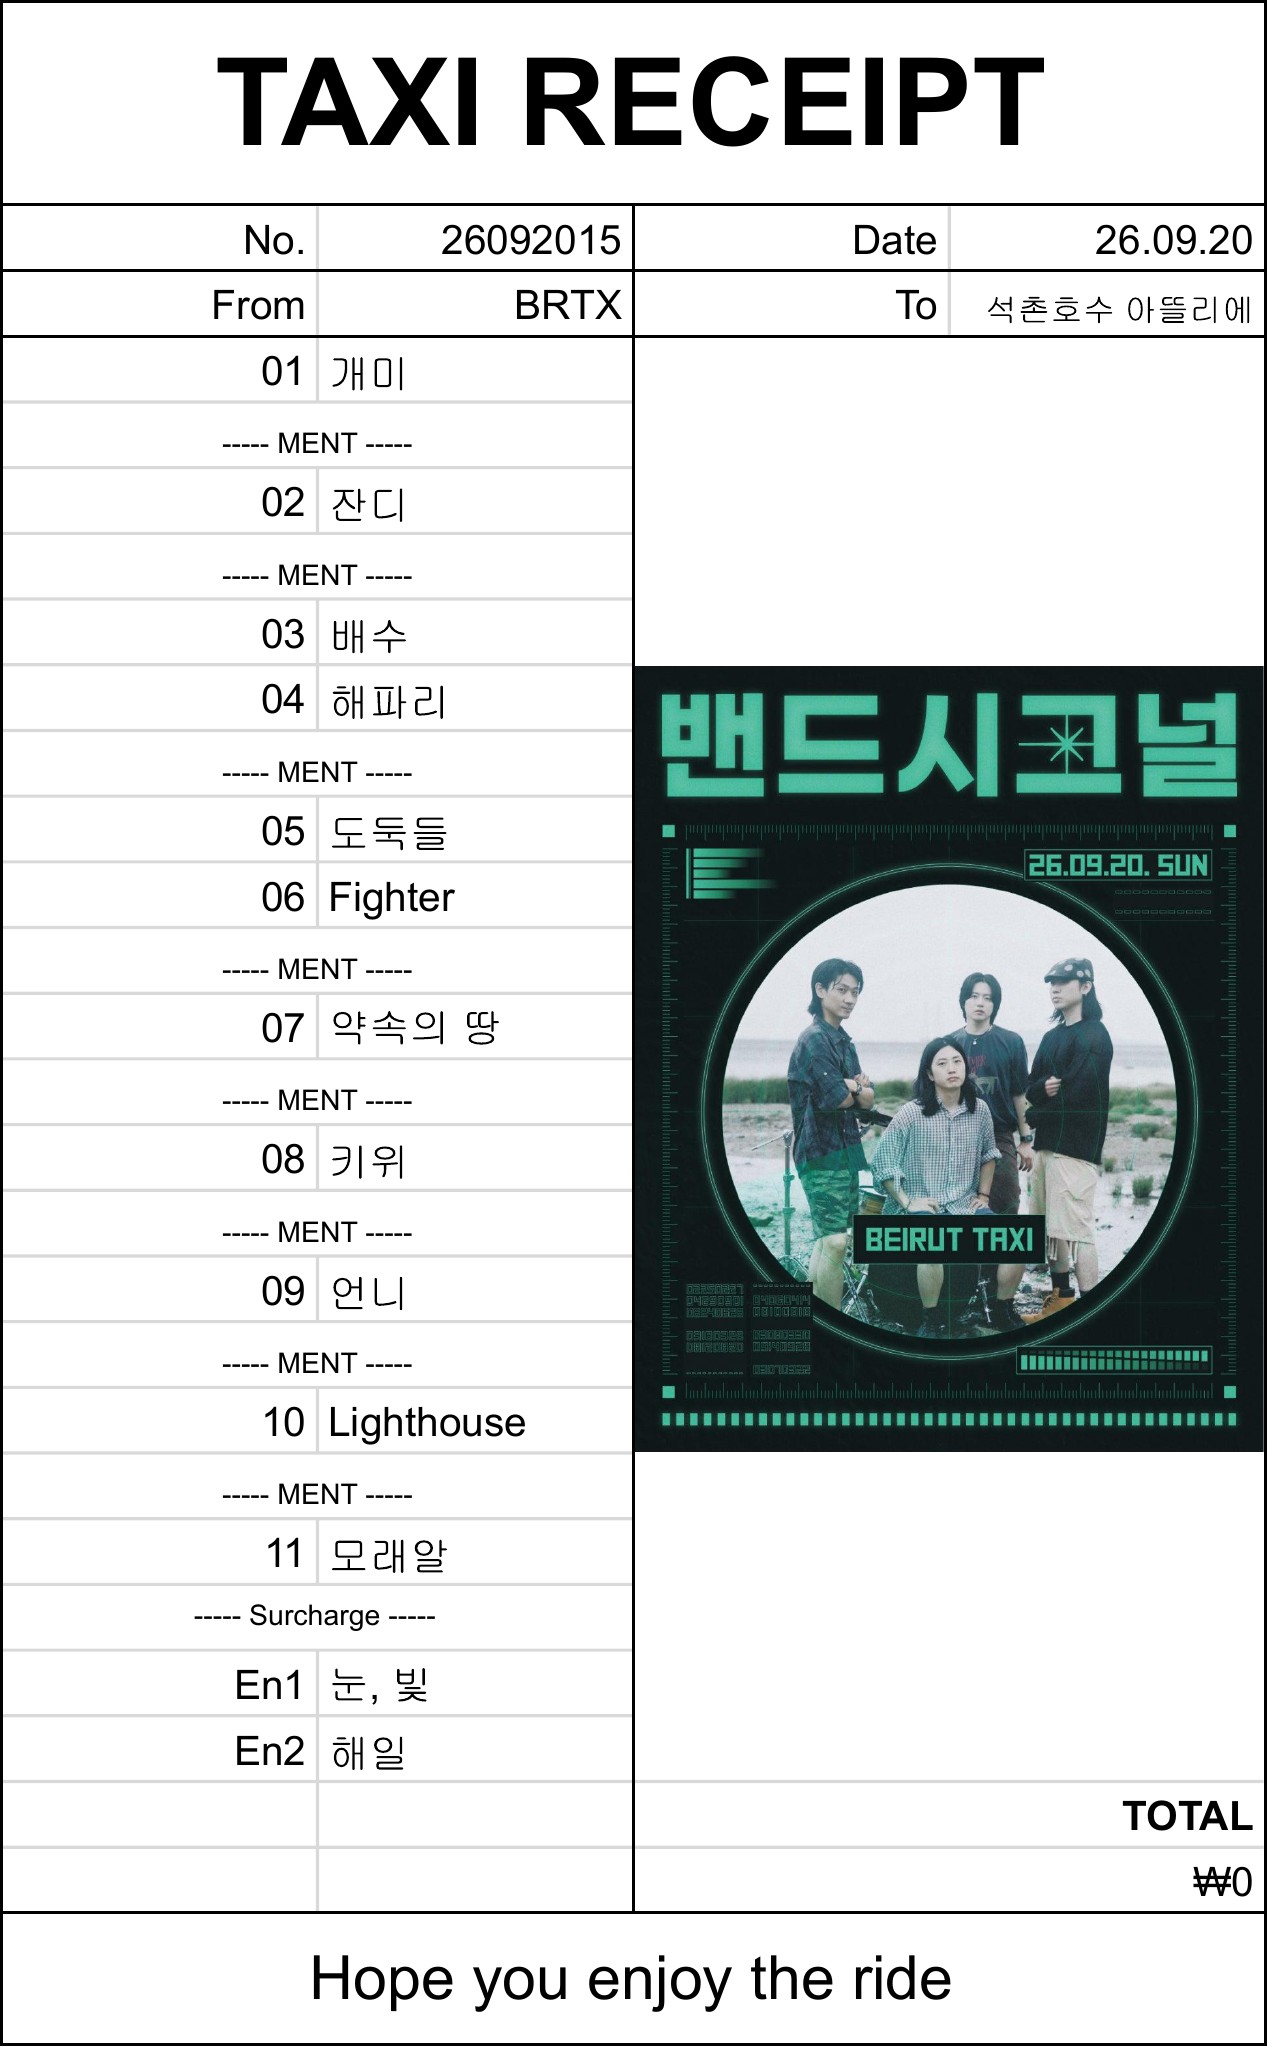 TAXI RECEIPT
No. 26092015 Date 26.09.20
From BRTX To 석촌호수 아뜰리에
01 개미
----- MENT -----
02 잔디
----- MENT -----
03 배수
04 해파리
----- MENT -----
05 도둑들
06 Fighter
----- MENT -----
07 약속의 땅
----- MENT -----
08 키위
----- MENT -----
09 언니
----- MENT -----
10 Lighthouse
----- MENT -----
11 모래알
----- Surcharge -----
En1 눈, 빛
En2 해일
밴드시그널
26.09.20. SUN
BEIRUT TAXI
TOTAL
₩0
Hope you enjoy the ride